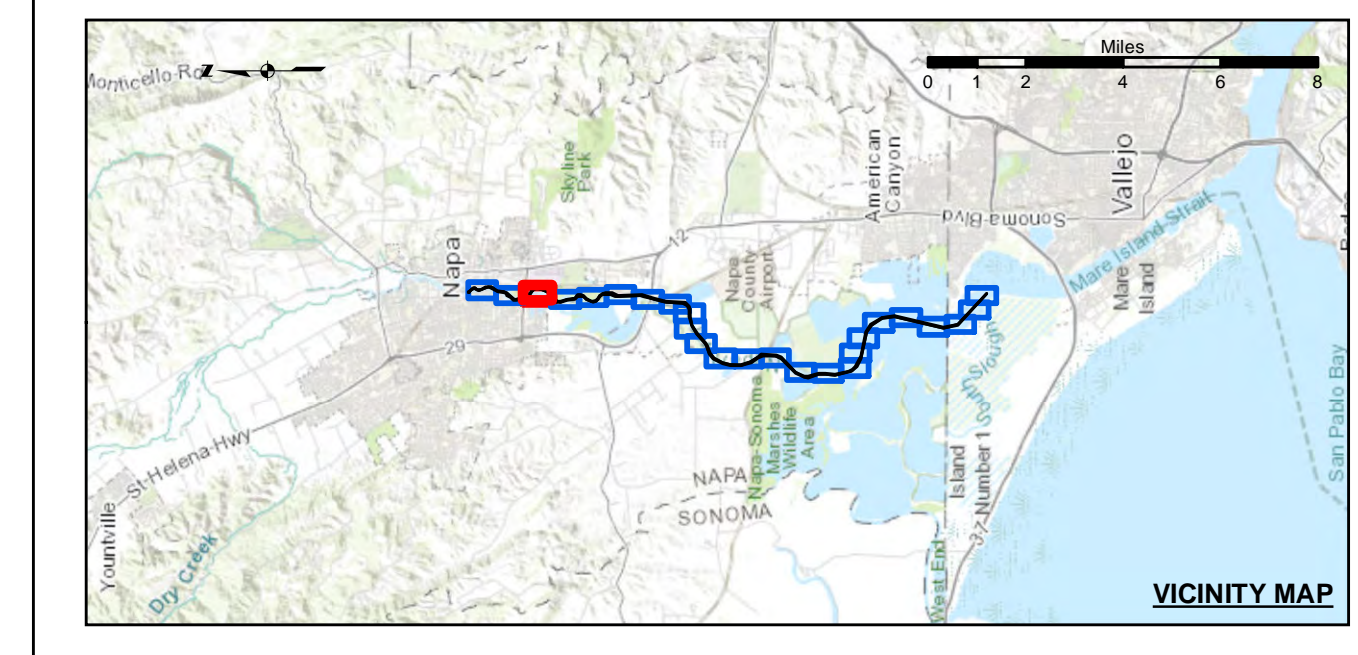 Miles
0 1 2 4 6 8
Monticello Rd
Z
Skyline
Park
American
Canyon
Vallejo
Sonoma Blvd
Mare Island Strait
Napa
12
Napa
County
Airport
Mare
Island
29
South Slough
St Helena Hwy
Napa-Sonoma
Marshes
Wildlife
Area
NAPA
SONOMA
Island
Number 1
37
San Pablo Bay
Yountville
Dry Creek
West End
VICINITY MAP